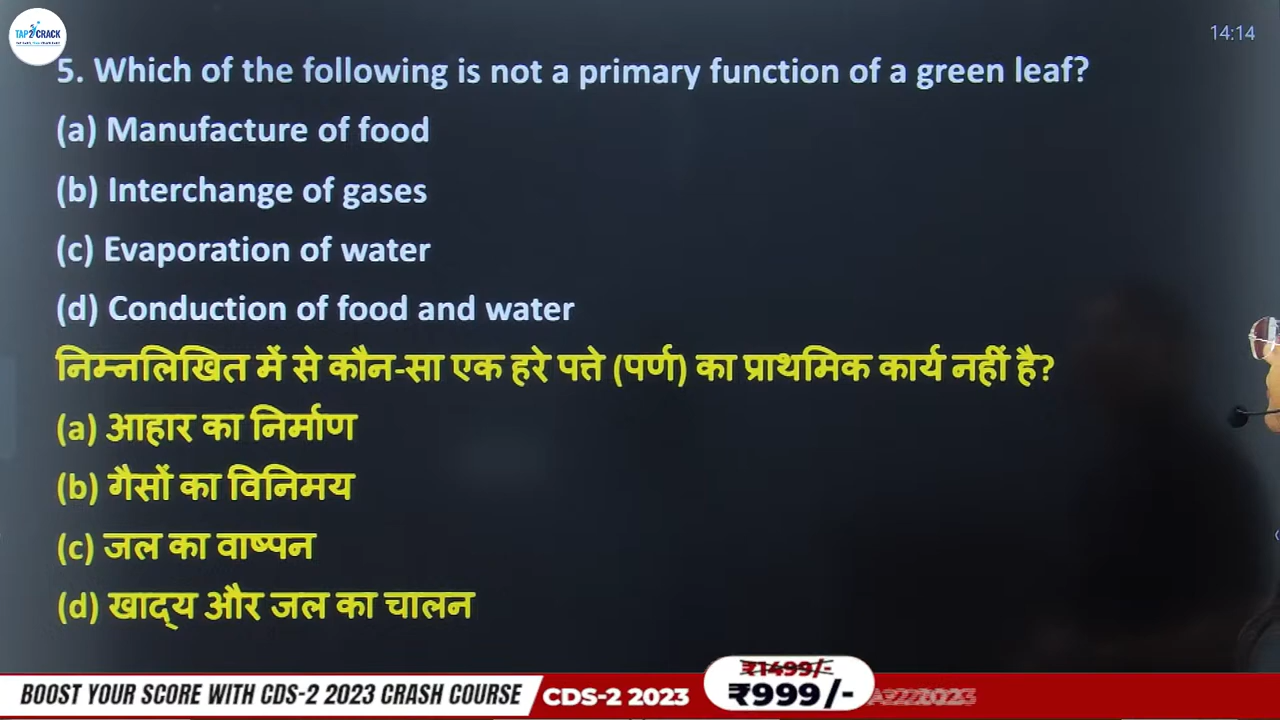 TAP2CRACK
14:14
5. Which of the following is not a primary function of a green leaf?
(a) Manufacture of food
(b) Interchange of gases
(c) Evaporation of water
(d) Conduction of food and water
निम्नलिखित में से कौन-सा एक हरे पत्ते (पर्ण) का प्राथमिक कार्य नहीं है?
(a) आहार का निर्माण
(b) गैसों का विनिमय
(c) जल का वाष्पन
(d) खाद्य और जल का चालन
₹1499/-
BOOST YOUR SCORE WITH CDS-2 2023 CRASH COURSE CDS-2 2023 ₹999/-